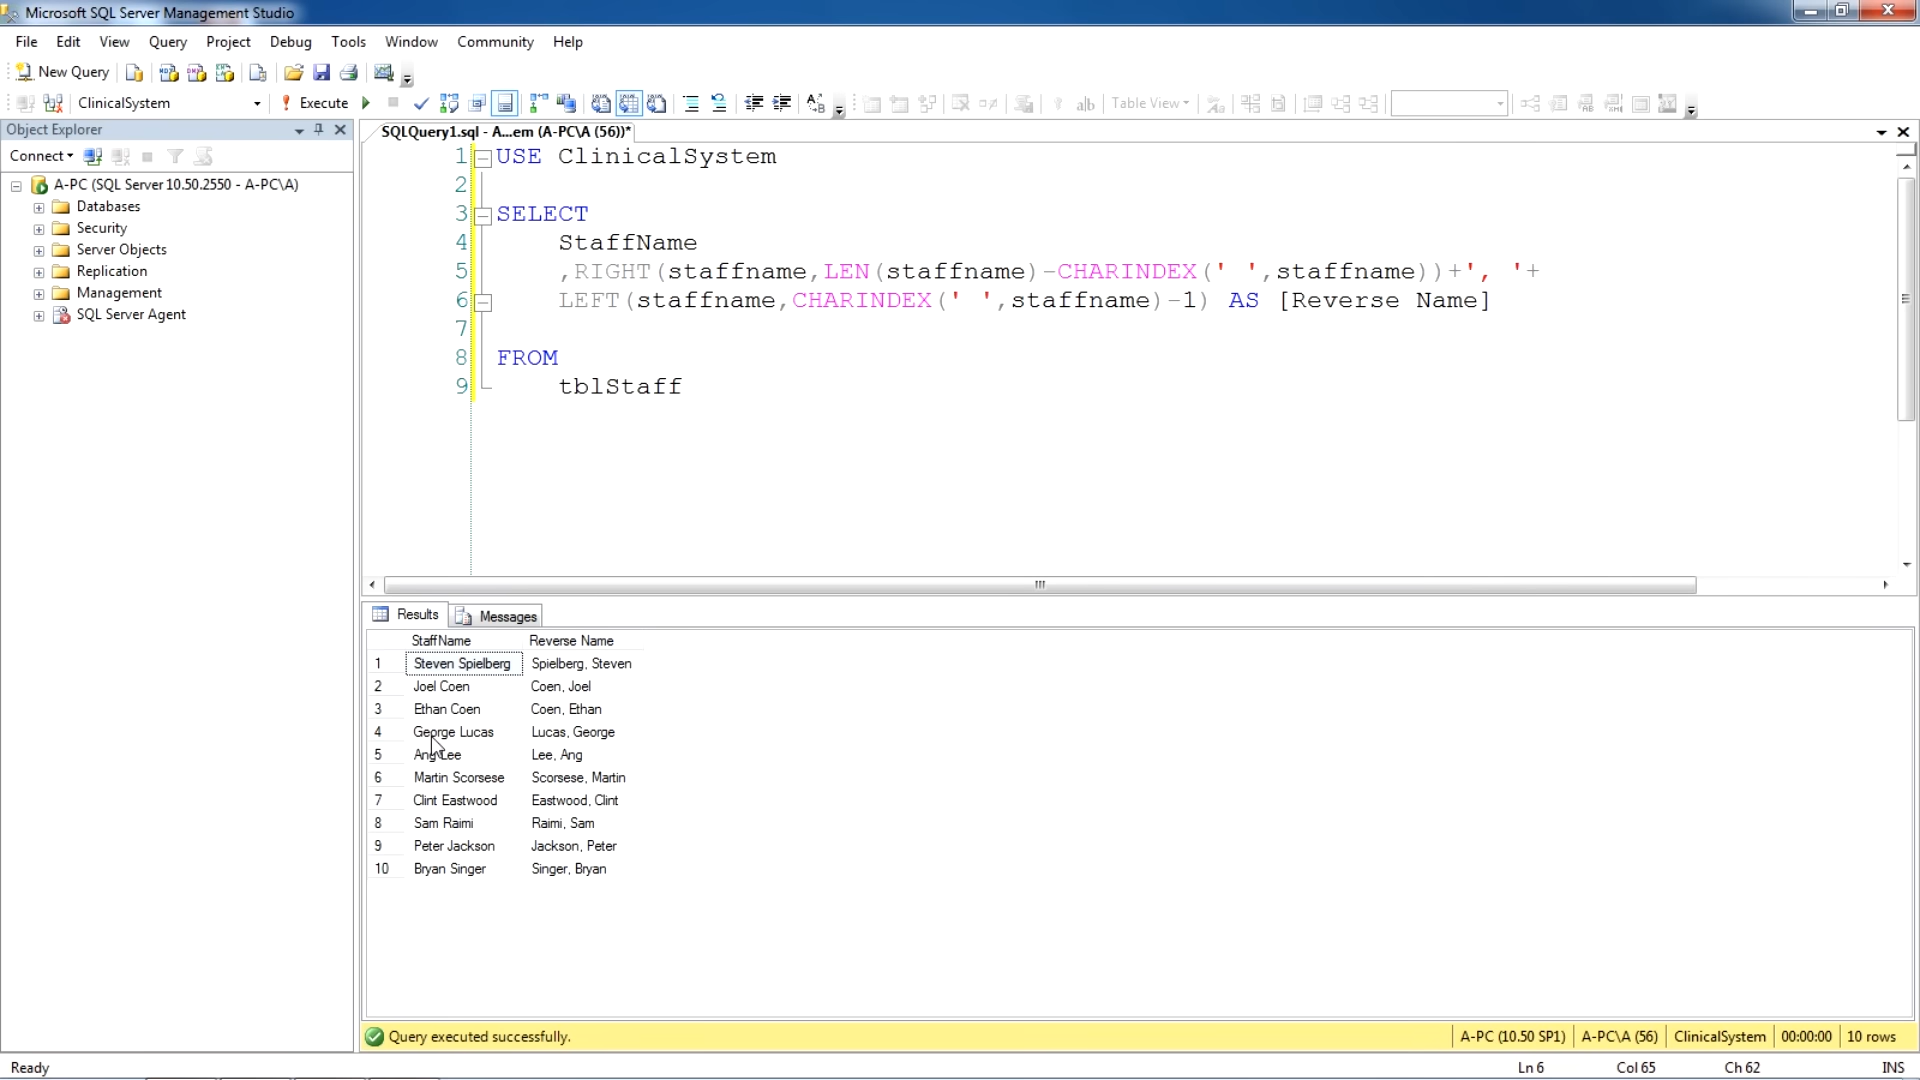 Microsoft SQL Server Management Studio
File Edit View Query Project Debug Tools Window Community Help
New Query
ClinicalSystem Execute Table View
Object Explorer
Connect
A-PC (SQL Server 10.50.2550 - A-PC\A)
Databases
Security
Server Objects
Replication
Management
SQL Server Agent
SQLQuery1.sql - A...em (A-PC\A (56))*
1 USE ClinicalSystem
2
3 SELECT
4 StaffName
5 ,RIGHT(staffname,LEN(staffname)-CHARINDEX(' ',staffname))+', '+
6 LEFT(staffname,CHARINDEX(' ',staffname)-1) AS [Reverse Name]
7
8 FROM
9 tblStaff
Results Messages
StaffName Reverse Name
1 Steven Spielberg Spielberg, Steven
2 Joel Coen Coen, Joel
3 Ethan Coen Coen, Ethan
4 George Lucas Lucas, George
5 Ang Lee Lee, Ang
6 Martin Scorsese Scorsese, Martin
7 Clint Eastwood Eastwood, Clint
8 Sam Raimi Raimi, Sam
9 Peter Jackson Jackson, Peter
10 Bryan Singer Singer, Bryan
Query executed successfully. A-PC (10.50 SP1) A-PC\A (56) ClinicalSystem 00:00:00 10 rows
Ready Ln 6 Col 65 Ch 62 INS